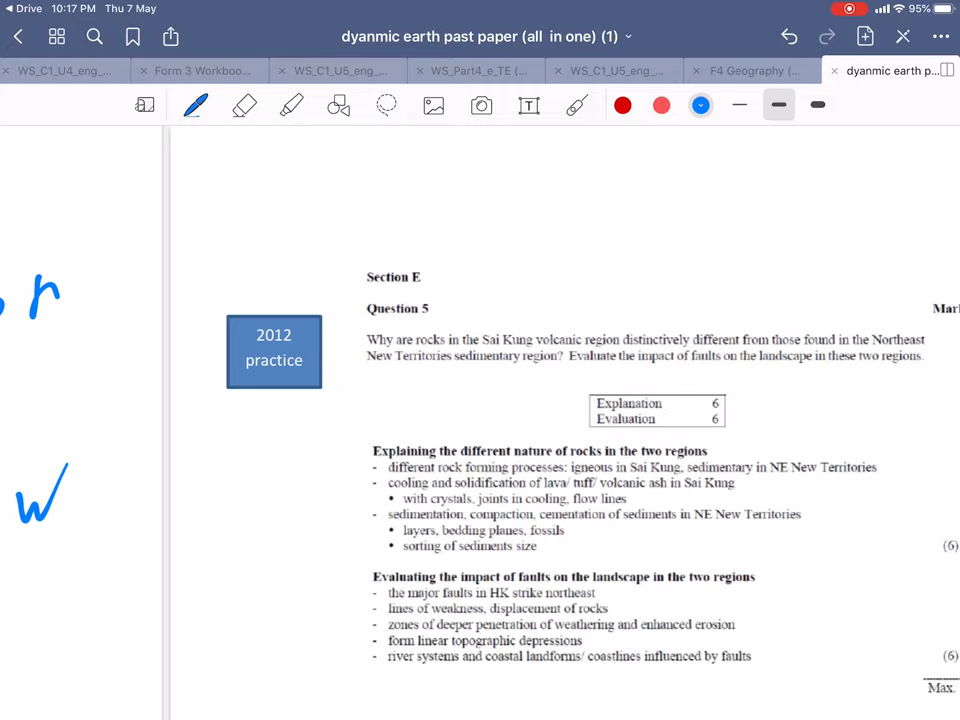 Drive 10:17 PM Thu 7 May 95%
dyanmic earth past paper (all in one) (1)
WS_C1_U4_eng_... Form 3 Workboo... WS_C1_U5_eng_... WS_Part4_e_TE (... WS_C1_U5_eng_... F4 Geography (... dyanmic earth p...
T
r
w
Section E
Question 5
2012
practice
Why are rocks in the Sai Kung volcanic region distinctively different from those found in the Northeast
New Territories sedimentary region? Evaluate the impact of faults on the landscape in these two regions.
Explanation 6
Evaluation 6
Explaining the different nature of rocks in the two regions
- different rock forming processes: igneous in Sai Kung, sedimentary in NE New Territories
- cooling and solidification of lava/ tuff/ volcanic ash in Sai Kung
• with crystals, joints in cooling, flow lines
- sedimentation, compaction, cementation of sediments in NE New Territories
• layers, bedding planes, fossils
• sorting of sediments size
(6)
Evaluating the impact of faults on the landscape in the two regions
- the major faults in HK strike northeast
- lines of weakness, displacement of rocks
- zones of deeper penetration of weathering and enhanced erosion
- form linear topographic depressions
- river systems and coastal landforms/ coastlines influenced by faults
(6)
Max.